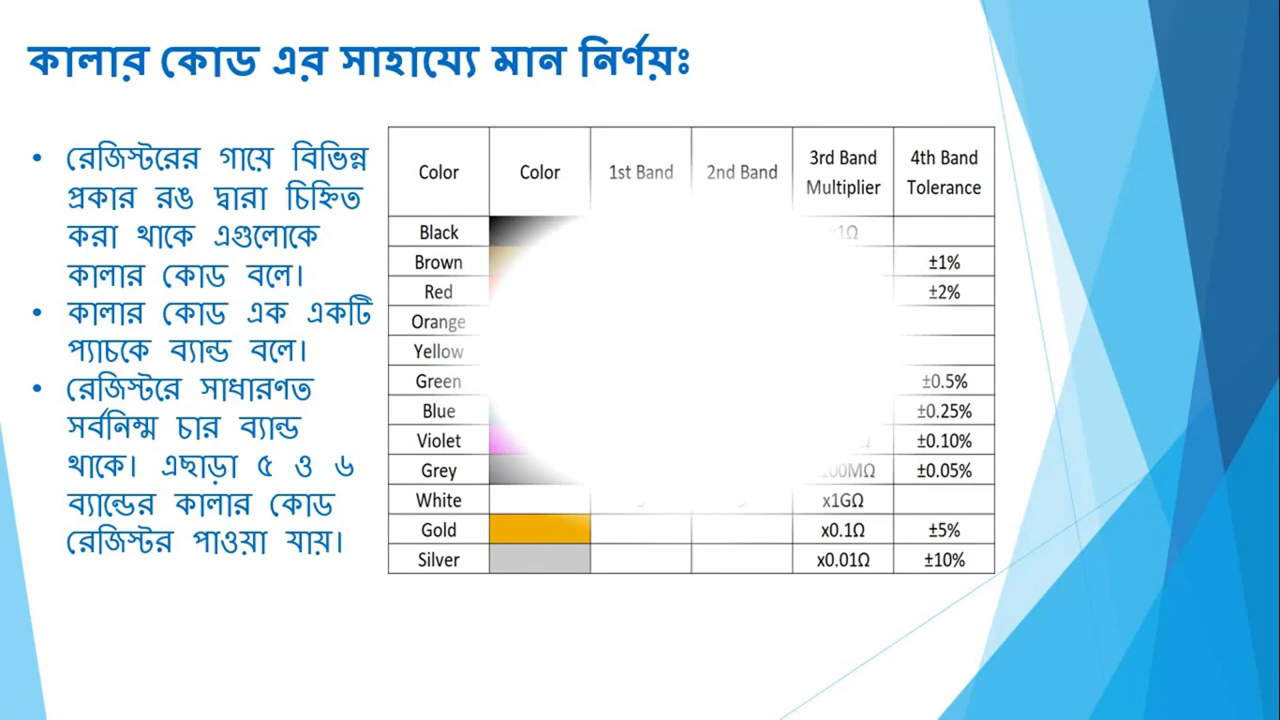 কালার কোড এর সাহায্যে মান নির্ণয়ঃ
• রেজিস্টরের গায়ে বিভিন্ন
প্রকার রঙ দ্বারা চিহ্নিত
করা থাকে এগুলোকে
কালার কোড বলে।
• কালার কোড এক একটি
প্যাচকে ব্যান্ড বলে।
• রেজিস্টরে সাধারণত
সর্বনিম্ম চার ব্যান্ড
থাকে। এছাড়া ৫ ও ৬
ব্যান্ডের কালার কোড
রেজিস্টর পাওয়া যায়।
Color Color 1st Band 2nd Band 3rd Band Multiplier 4th Band Tolerance
Black x1Ω
Brown ±1%
Red ±2%
Orange
Yellow
Green ±0.5%
Blue ±0.25%
Violet ±0.10%
Grey ±0.05%
White x1GΩ
Gold x0.1Ω ±5%
Silver x0.01Ω ±10%